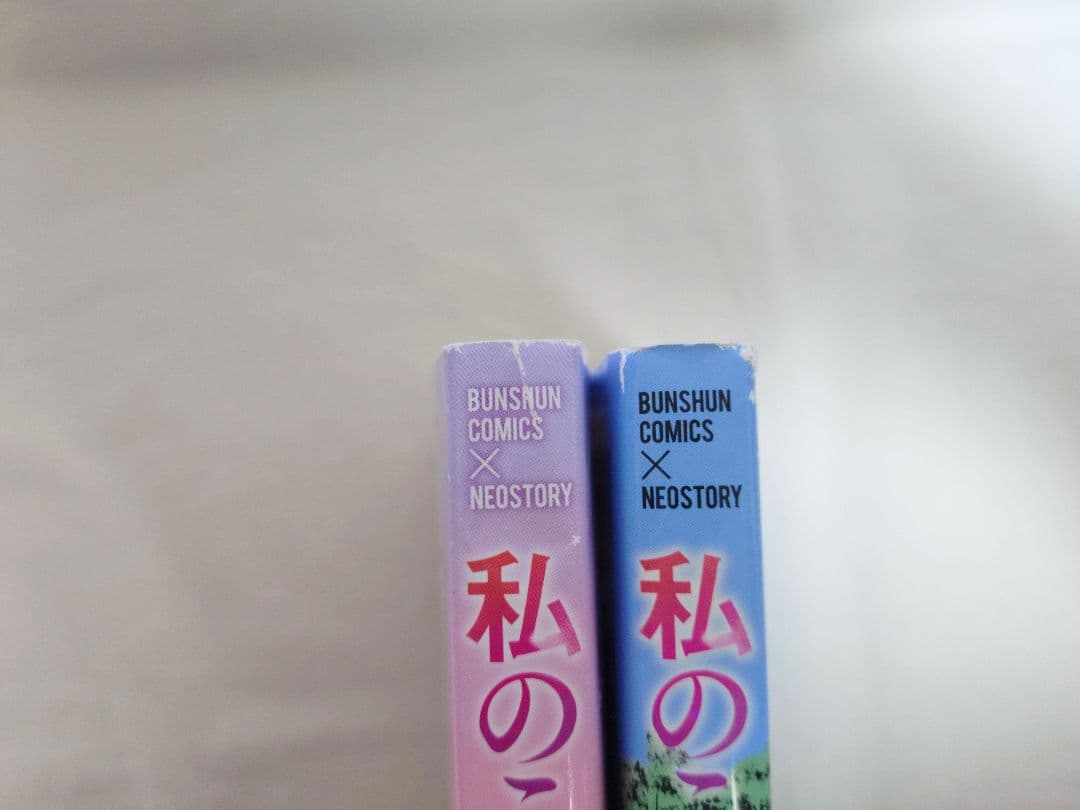 BUNSHUN
COMICS
×
NEOSTORY
私の
BUNSHUN
COMICS
×
NEOSTORY
私の